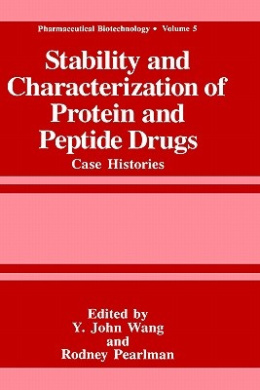 Pharmaceutical Biotechnology • Volume 5
Stability and
Characterization of
Protein and
Peptide Drugs
Case Histories
Edited by
Y. John Wang
and
Rodney Pearlman